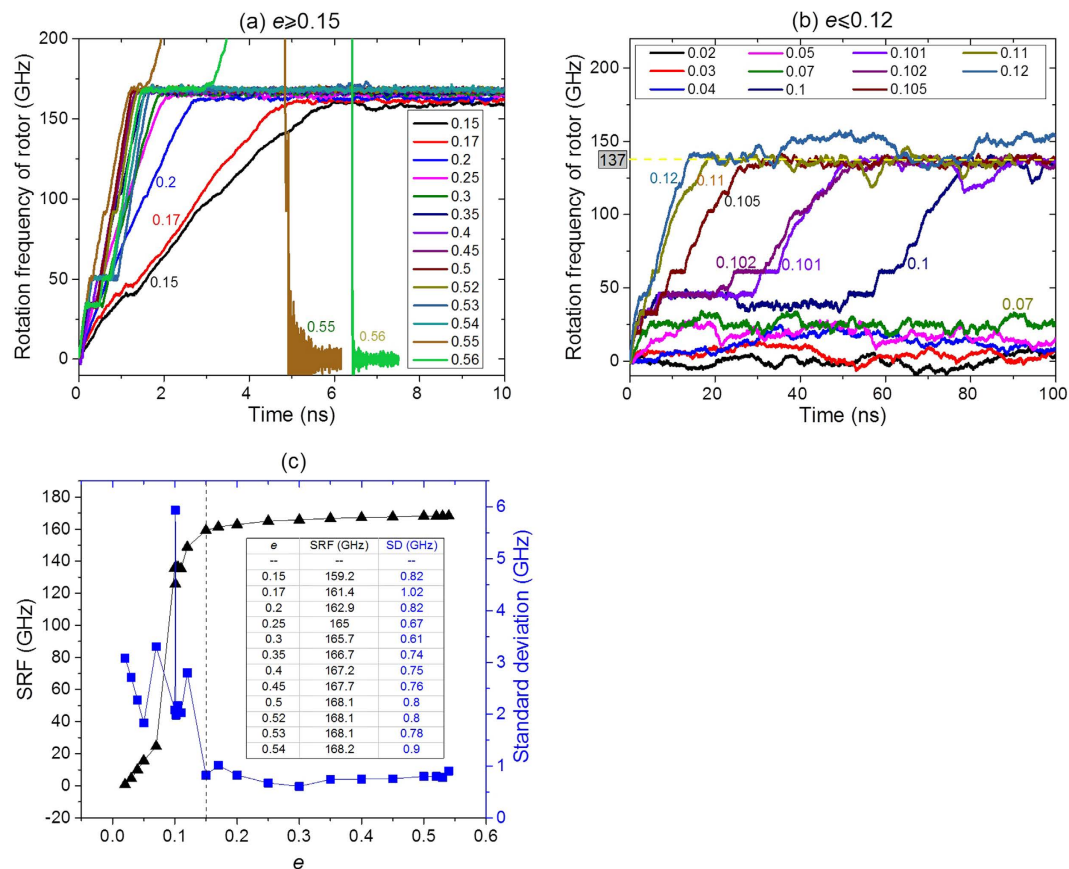 (a) e≥0.15
Rotation frequency of rotor (GHz)
200
150
100
50
0
0.2
0.17
0.15
0.55
0.56
0.15
0.17
0.2
0.25
0.3
0.35
0.4
0.45
0.5
0.52
0.53
0.54
0.55
0.56
0 2 4 6 8 10
Time (ns)
(b) e≤0.12
Rotation frequency of rotor (GHz)
200
150
137
100
50
0
0.02 0.05 0.101 0.11
0.03 0.07 0.102 0.12
0.04 0.1 0.105
0.12
0.11
0.105
0.102
0.101
0.1
0.07
0 20 40 60 80 100
Time (ns)
(c)
SRF (GHz)
180
160
140
120
100
80
60
40
20
0
-20
e SRF (GHz) SD (GHz)
-- -- --
0.15 159.2 0.82
0.17 161.4 1.02
0.2 162.9 0.82
0.25 165 0.67
0.3 165.7 0.61
0.35 166.7 0.74
0.4 167.2 0.75
0.45 167.7 0.76
0.5 168.1 0.8
0.52 168.1 0.8
0.53 168.1 0.78
0.54 168.2 0.9
6
5
4
3
2
1
0
Standard deviation (GHz)
0.0 0.1 0.2 0.3 0.4 0.5 0.6
e